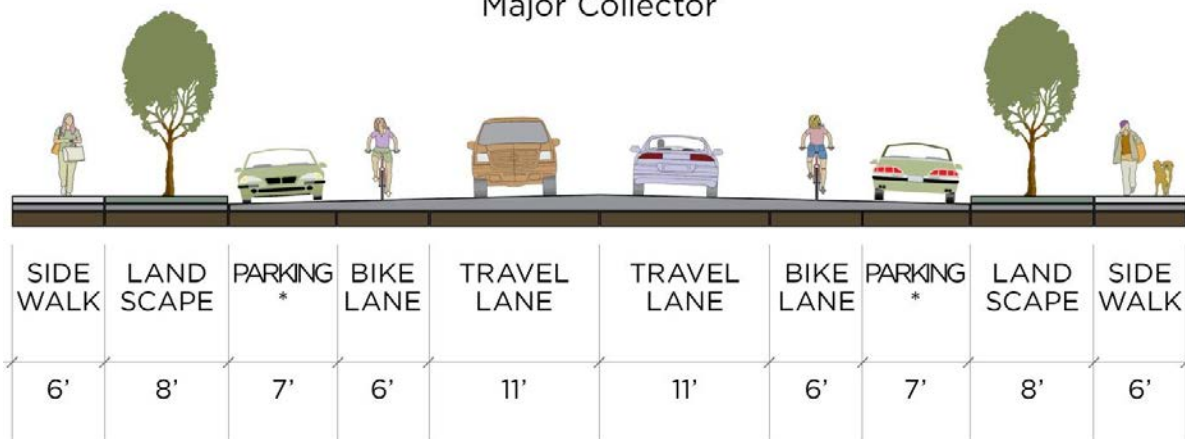 Major Collector
SIDE WALK
LAND SCAPE
PARKING *
BIKE LANE
TRAVEL LANE
TRAVEL LANE
BIKE LANE
PARKING *
LAND SCAPE
SIDE WALK
6' 8' 7' 6' 11' 11' 6' 7' 8' 6'